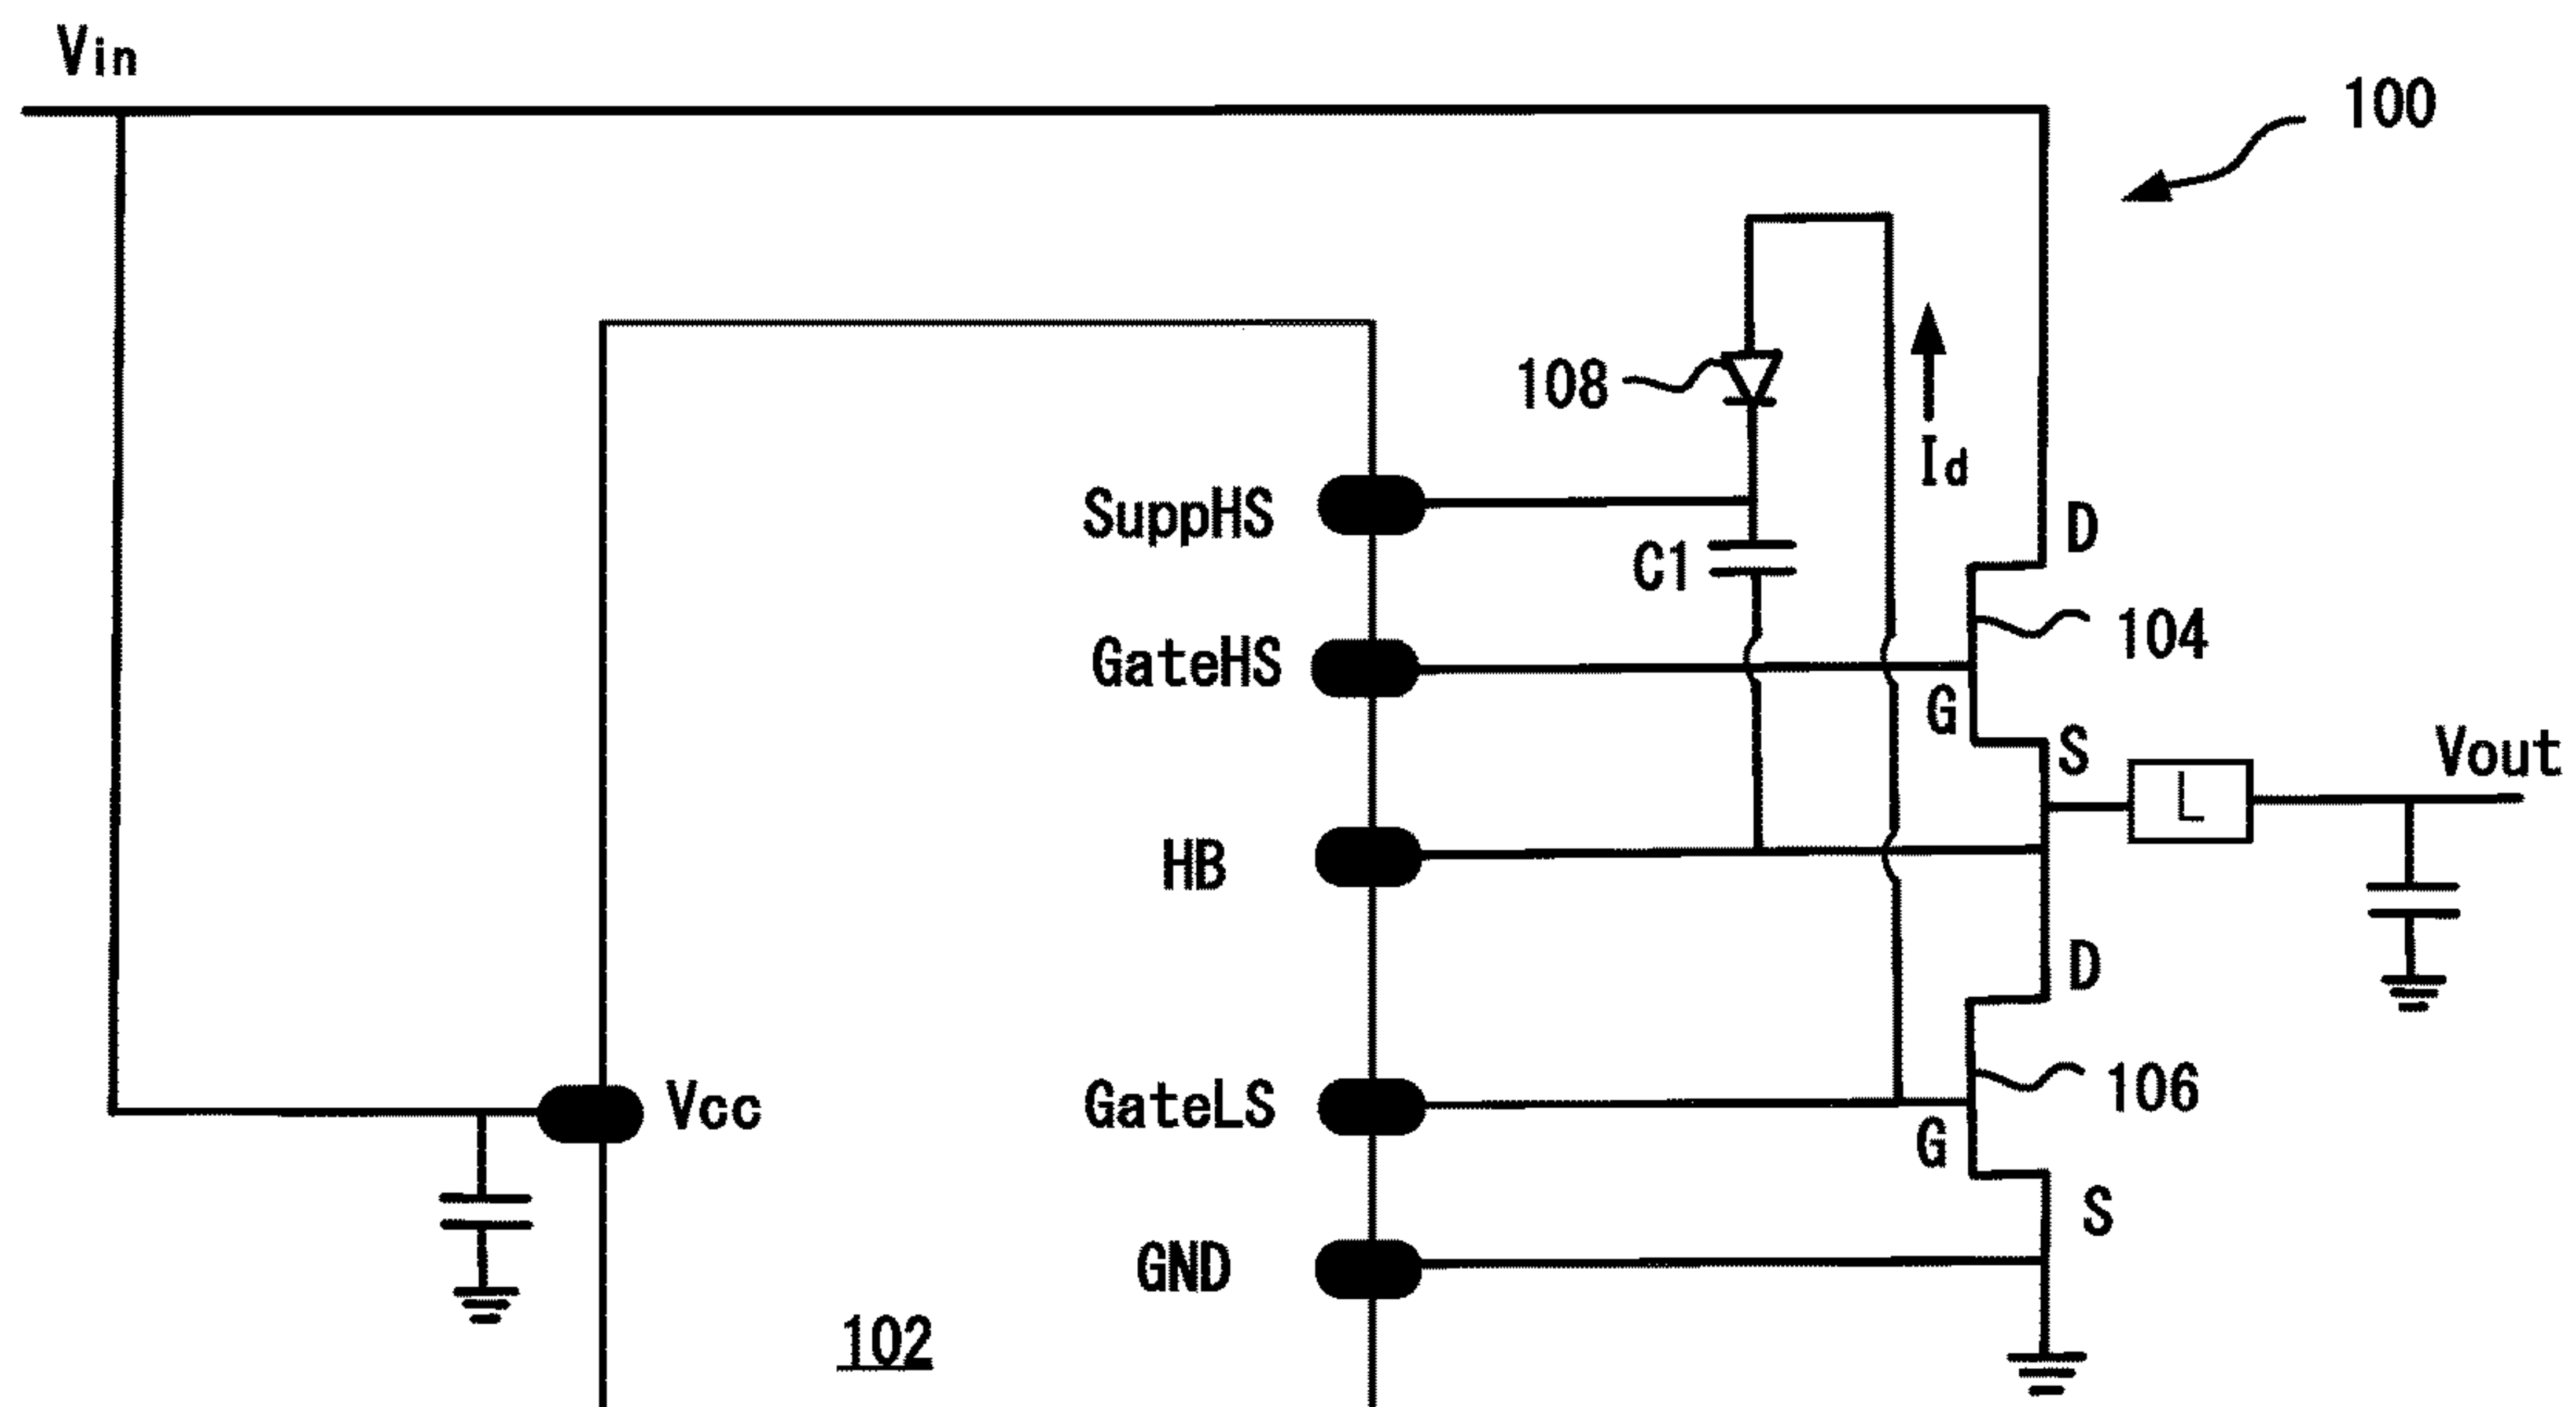 Vin
100
108
Id
SuppHS
D
C1
104
GateHS
G
S
Vout
L
HB
D
106
Vcc
GateLS
G
S
GND
102